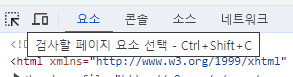 요소 콘솔 소스 네트워크
<!
검사할 페이지 요소 선택 - Ctrl+Shift+C
<html xmlns="http://www.w3.org/1999/xhtml"